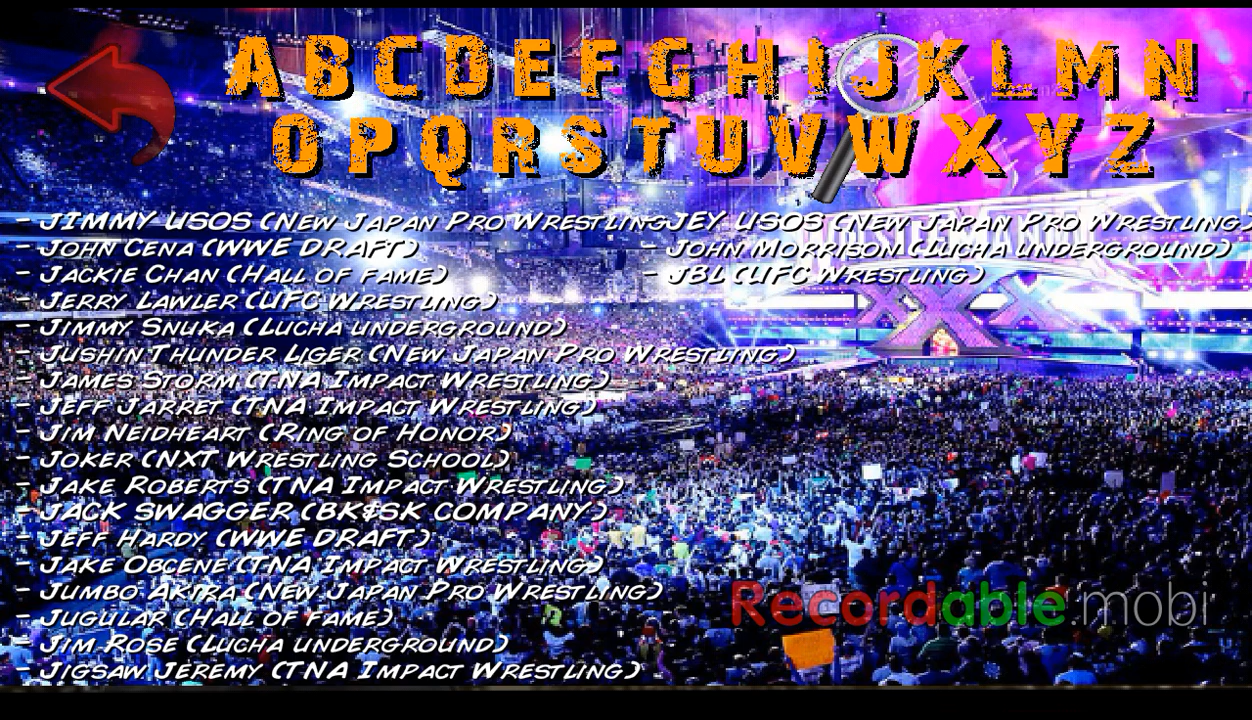 A B C D E F G H I J K L M N
O P Q R S T U V W X Y Z
- JIMMY USOS (New Japan Pro Wrestling
- JEY USOS (New Japan Pro Wrestling)
- John Cena (WWE DRAFT)
- John Morrison (Lucha underground)
- Jackie Chan (Hall of fame)
- JBL (UFC Wrestling)
- Jerry Lawler (UFC Wrestling)
- Jimmy Snuka (Lucha underground)
- Jushin Thunder Liger (New Japan Pro Wrestling)
- James Storm (TNA Impact Wrestling)
- Jeff Jarret (TNA Impact Wrestling)
- Jim Neidheart (Ring of Honor)
- Joker (NXT Wrestling School)
- Jake Roberts (TNA Impact Wrestling)
- JACK SWAGGER (BK$SK COMPANY)
- Jeff Hardy (WWE DRAFT)
- Jake Obcene (TNA Impact Wrestling)
- Jumbo Akira (New Japan Pro Wrestling)
- Jugular (Hall of fame)
- Jim Rose (Lucha underground)
- Jigsaw Jeremy (TNA Impact Wrestling)
Recordable.mobi